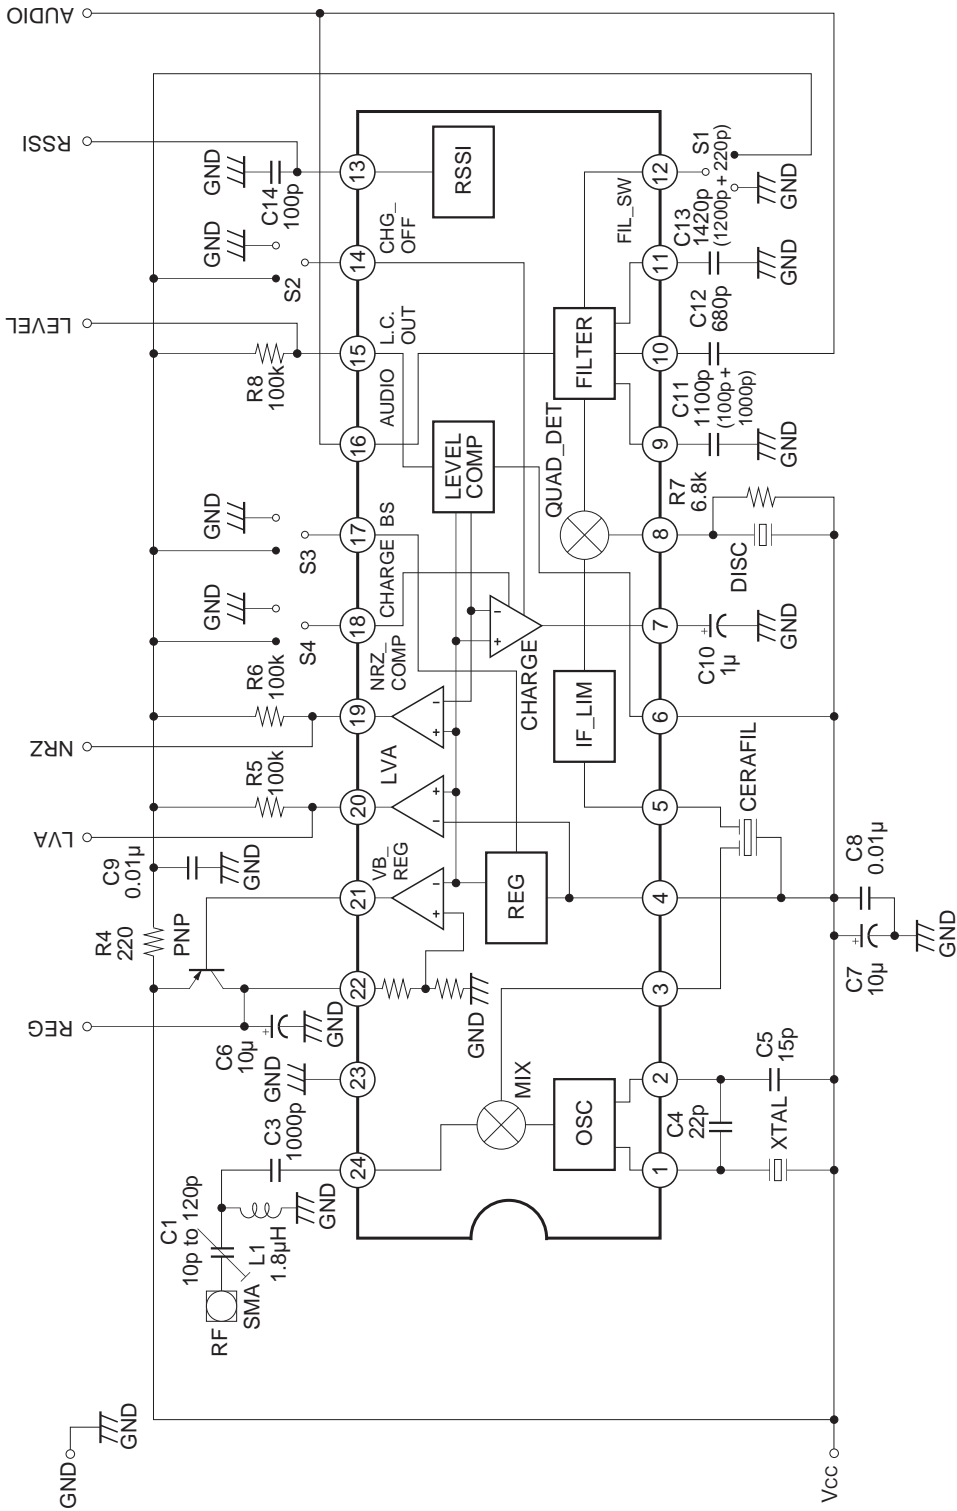 GND
GND
RF
SMA
C1
10p to 120p
L1
1.8µH
GND
C3
1000p
GND
REG
C6
10µ
GND
R4
220
PNP
C9
0.01µ
GND
LVA
R5
100k
NRZ
R6
100k
S4
GND
S3
GND
LEVEL
R8
100k
S2
GND
RSSI
C14
100p
GND
AUDIO
24
23
22
21
20
19
18
17
16
15
14
13
VB_
REG
LVA
NRZ_
COMP
CHARGE
BS
AUDIO
L.C.
OUT
CHG_
OFF
RSSI
MIX
OSC
GND
REG
CHARGE
LEVEL
COMP
IF_LIM
QUAD_DET
FILTER
FIL_SW
1
2
3
4
5
6
7
8
9
10
11
12
C4
22p
XTAL
C5
15p
C7
10µ
C8
0.01µ
GND
CERAFIL
C10
1µ
GND
DISC
R7
6.8k
C11
1100p
(100p +
1000p)
GND
C12
680p
C13
1420p
(1200p + 220p)
GND
S1
GND
Vcc